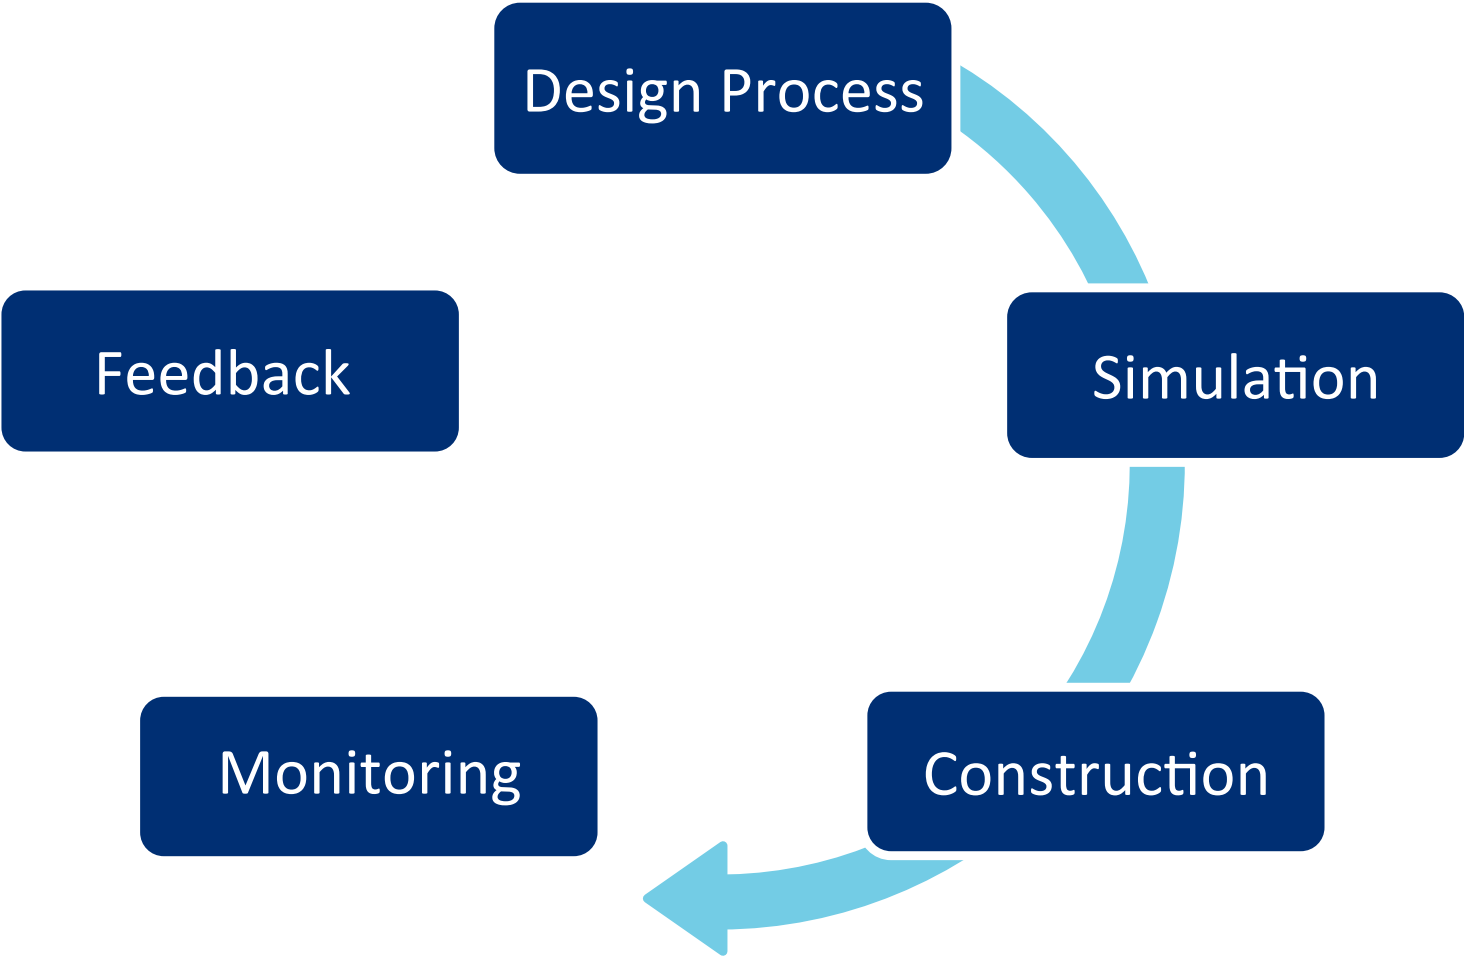 Design Process
Simulation
Construction
Monitoring
Feedback